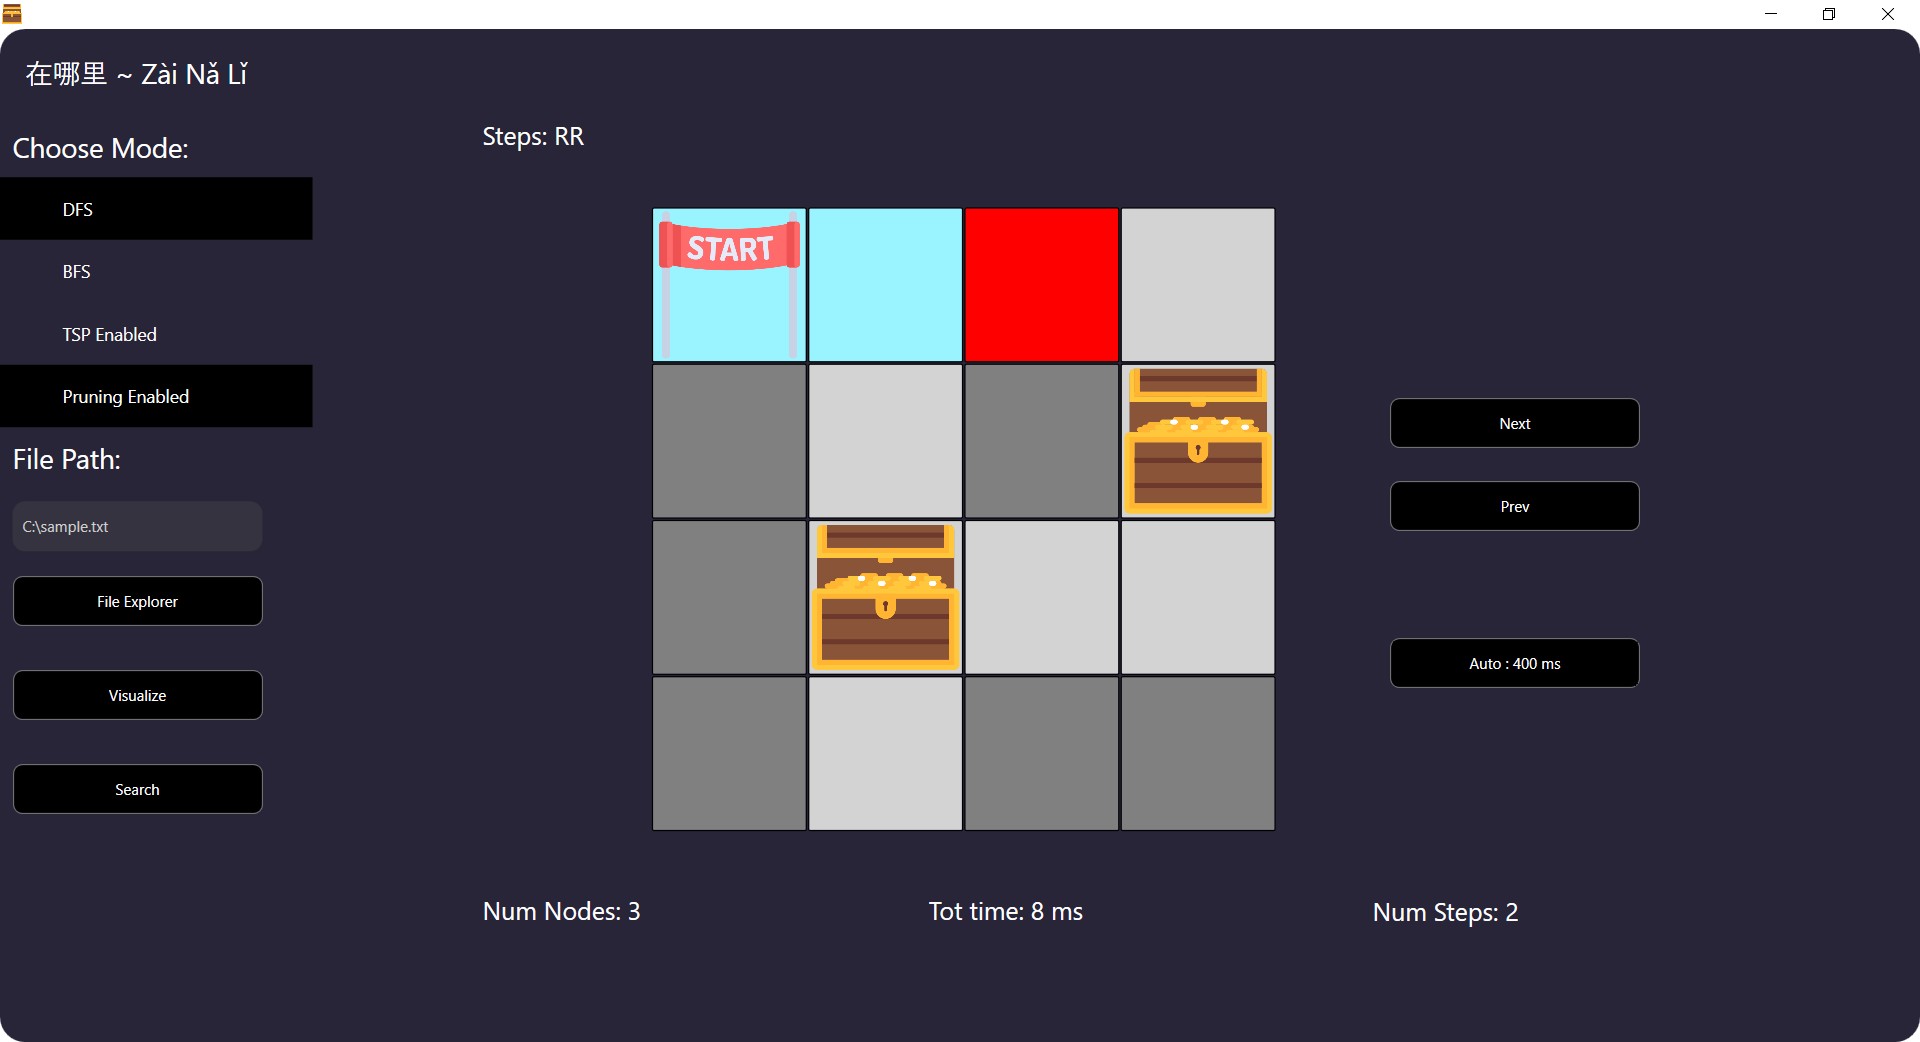 在哪里 ~ Zài Nǎ Lǐ
Choose Mode:
DFS
BFS
TSP Enabled
Pruning Enabled
File Path:
C:\sample.txt
File Explorer
Visualize
Search
Steps: RR
START
Next
Prev
Auto : 400 ms
Num Nodes: 3
Tot time: 8 ms
Num Steps: 2